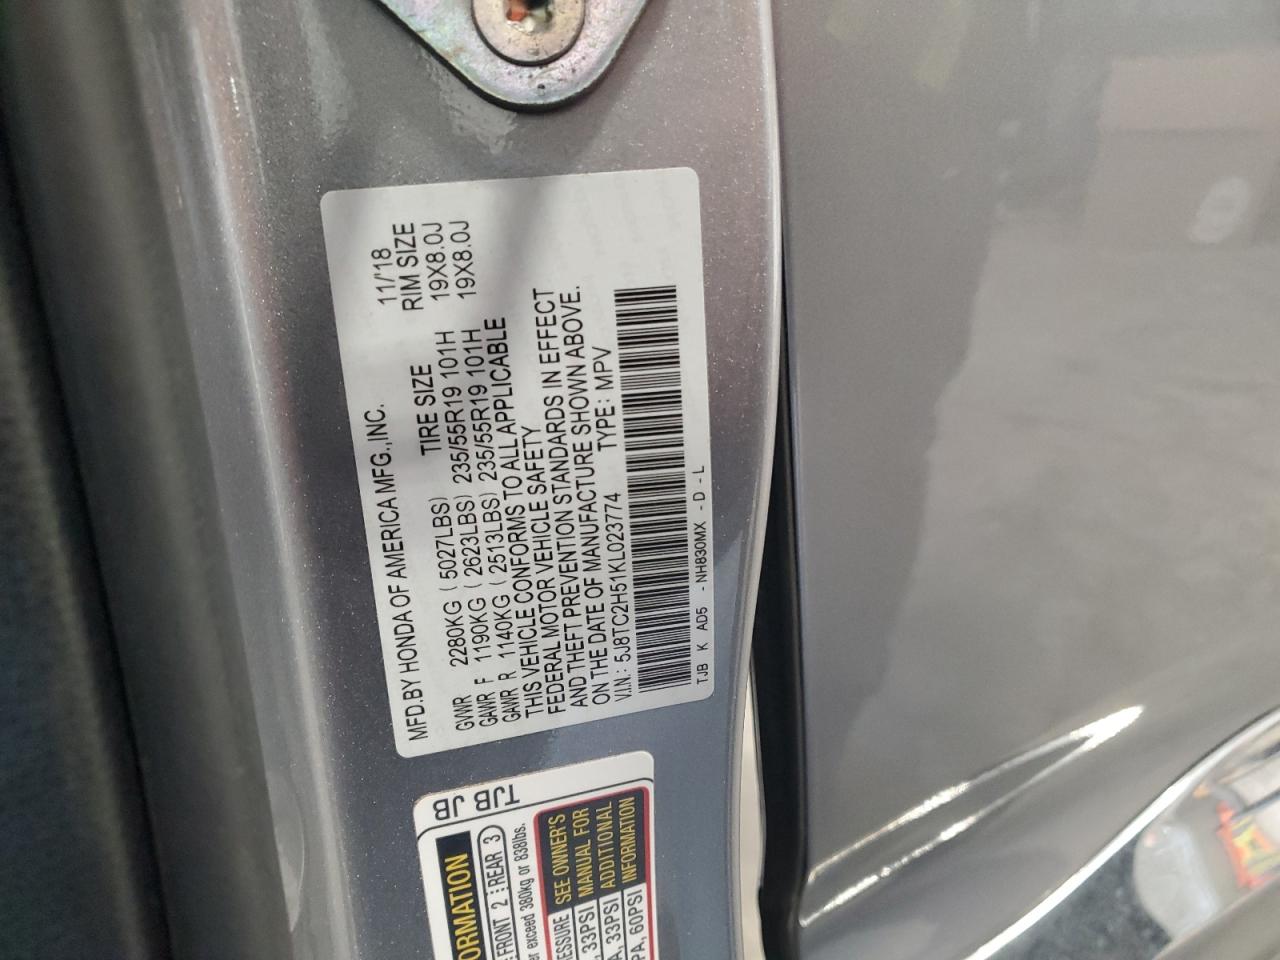 MFD.BY HONDA OF AMERICA MFG.,INC. 11/'18
TIRE SIZE RIM SIZE
GVWR 2280KG ( 5027LBS)
GAWR F 1190KG ( 2623LBS) 235/55R19 101H 19X8.0J
GAWR R 1140KG ( 2513LBS) 235/55R19 101H 19X8.0J
THIS VEHICLE CONFORMS TO ALL APPLICABLE
FEDERAL MOTOR VEHICLE SAFETY
AND THEFT PREVENTION STANDARDS IN EFFECT
ON THE DATE OF MANUFACTURE SHOWN ABOVE.
V.I.N.: 5J8TC2H51KL023774 TYPE: MPV
TJB K AD5 - NH830MX - D - L
TJB
JB
ORMATION
FRONT 2 REAR 3
exceed 380kg or 838lbs.
ESSURE SEE OWNER'S
33PSI MANUAL FOR
33PSI ADDITIONAL
PA, 60PSI INFORMATION